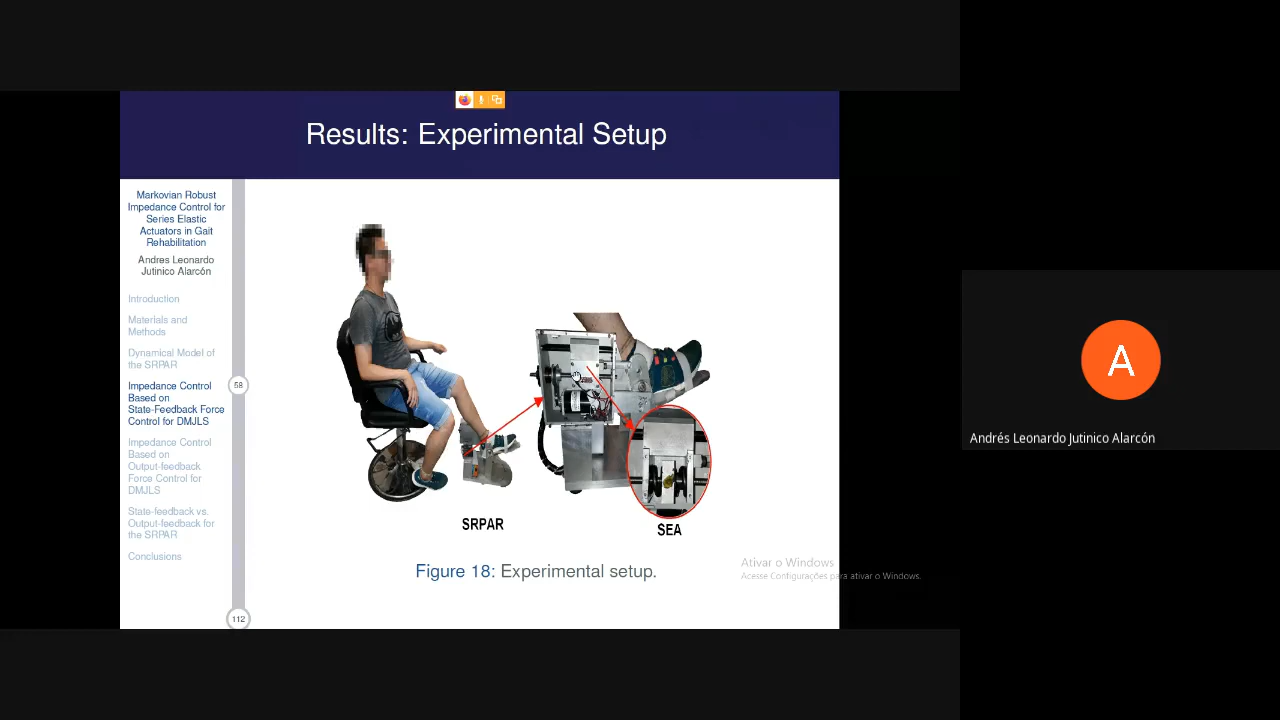 Results: Experimental Setup
Markovian Robust
Impedance Control for
Series Elastic
Actuators in Gait
Rehabilitation
Andres Leonardo
Jutinico Alarcón
Introduction
Materials and
Methods
Dynamical Model of
the SRPAR
Impedance Control
Based on
State-Feedback Force
Control for DMJLS
58
Impedance Control
Based on
Output-feedback
Force Control for
DMJLS
State-feedback vs.
Output-feedback for
the SRPAR
Conclusions
112
SRPAR
SEA
Figure 18: Experimental setup.
Ativar o Windows
Acesse Configurações para ativar o Windows.
A
Andrés Leonardo Jutinico Alarcón